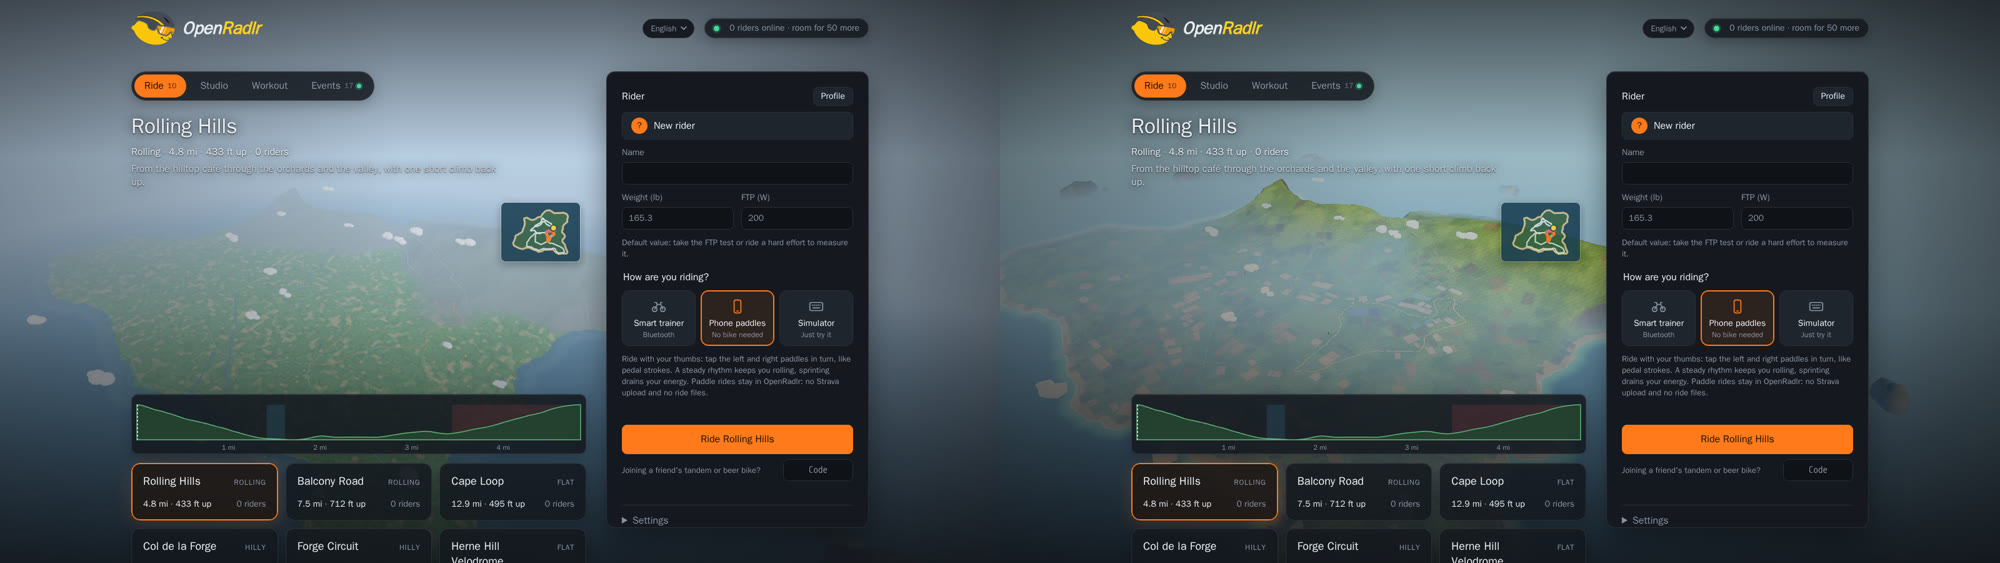 OpenRadlr
English
0 riders online · room for 50 more
Ride 10
Studio
Workout
Events 17
Rolling Hills
Rolling · 4.8 mi · 433 ft up · 0 riders
From the hilltop café through the orchards and the valley, with one short climb back
up.
1 mi
2 mi
3 mi
4 mi
Rolling Hills ROLLING
4.8 mi · 433 ft up 0 riders
Balcony Road ROLLING
7.5 mi · 712 ft up 0 riders
Cape Loop FLAT
12.9 mi · 495 ft up 0 riders
Col de la Forge HILLY
Forge Circuit HILLY
Herne Hill FLAT
Velodrome
Rider
Profile
? New rider
Name
Weight (lb)
FTP (W)
165.3
200
Default value: take the FTP test or ride a hard effort to measure
it.
How are you riding?
Smart trainer
Bluetooth
Phone paddles
No bike needed
Simulator
Just try it
Ride with your thumbs: tap the left and right paddles in turn, like
pedal strokes. A steady rhythm keeps you rolling, sprinting
drains your energy. Paddle rides stay in OpenRadlr: no Strava
upload and no ride files.
Ride Rolling Hills
Joining a friend's tandem or beer bike?
Code
Settings
OpenRadlr
English
0 riders online · room for 50 more
Ride 10
Studio
Workout
Events 17
Rolling Hills
Rolling · 4.8 mi · 433 ft up · 0 riders
From the hilltop café through the orchards and the valley, with one short climb back
up.
1 mi
2 mi
3 mi
4 mi
Rolling Hills ROLLING
4.8 mi · 433 ft up 0 riders
Balcony Road ROLLING
7.5 mi · 712 ft up 0 riders
Cape Loop FLAT
12.9 mi · 495 ft up 0 riders
Col de la Forge HILLY
Forge Circuit HILLY
Herne Hill FLAT
Velodrome
Rider
Profile
? New rider
Name
Weight (lb)
FTP (W)
165.3
200
Default value: take the FTP test or ride a hard effort to measure
it.
How are you riding?
Smart trainer
Bluetooth
Phone paddles
No bike needed
Simulator
Just try it
Ride with your thumbs: tap the left and right paddles in turn, like
pedal strokes. A steady rhythm keeps you rolling, sprinting
drains your energy. Paddle rides stay in OpenRadlr: no Strava
upload and no ride files.
Ride Rolling Hills
Joining a friend's tandem or beer bike?
Code
Settings